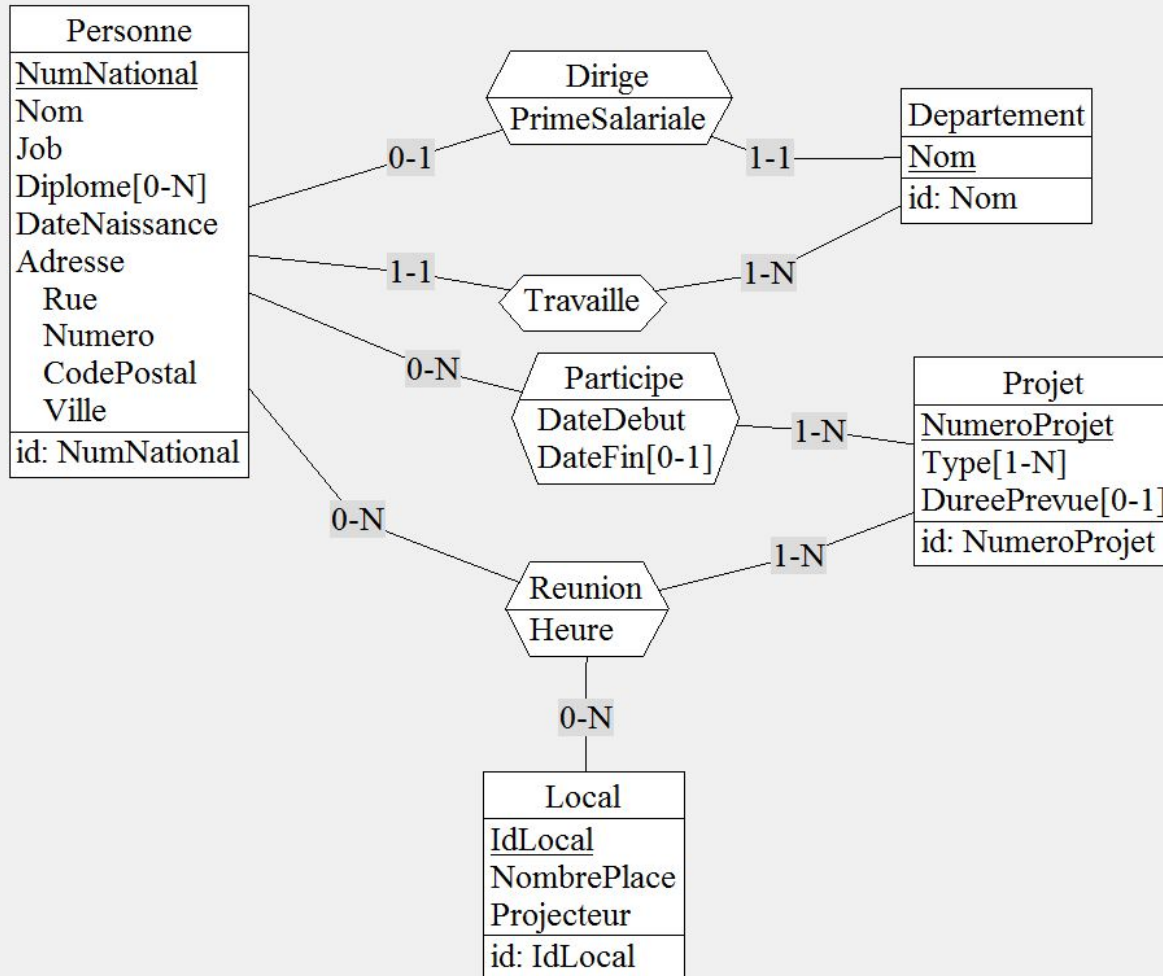 Personne
NumNational
Nom
Job
Diplome[0-N]
DateNaissance
Adresse
Rue
Numero
CodePostal
Ville
id: NumNational
0-1
Dirige
PrimeSalariale
1-1
Departement
Nom
id: Nom
1-1
Travaille
1-N
0-N
Participe
DateDebut
DateFin[0-1]
1-N
Projet
NumeroProjet
Type[1-N]
DureePrevue[0-1]
id: NumeroProjet
0-N
Reunion
Heure
1-N
0-N
Local
IdLocal
NombrePlace
Projecteur
id: IdLocal